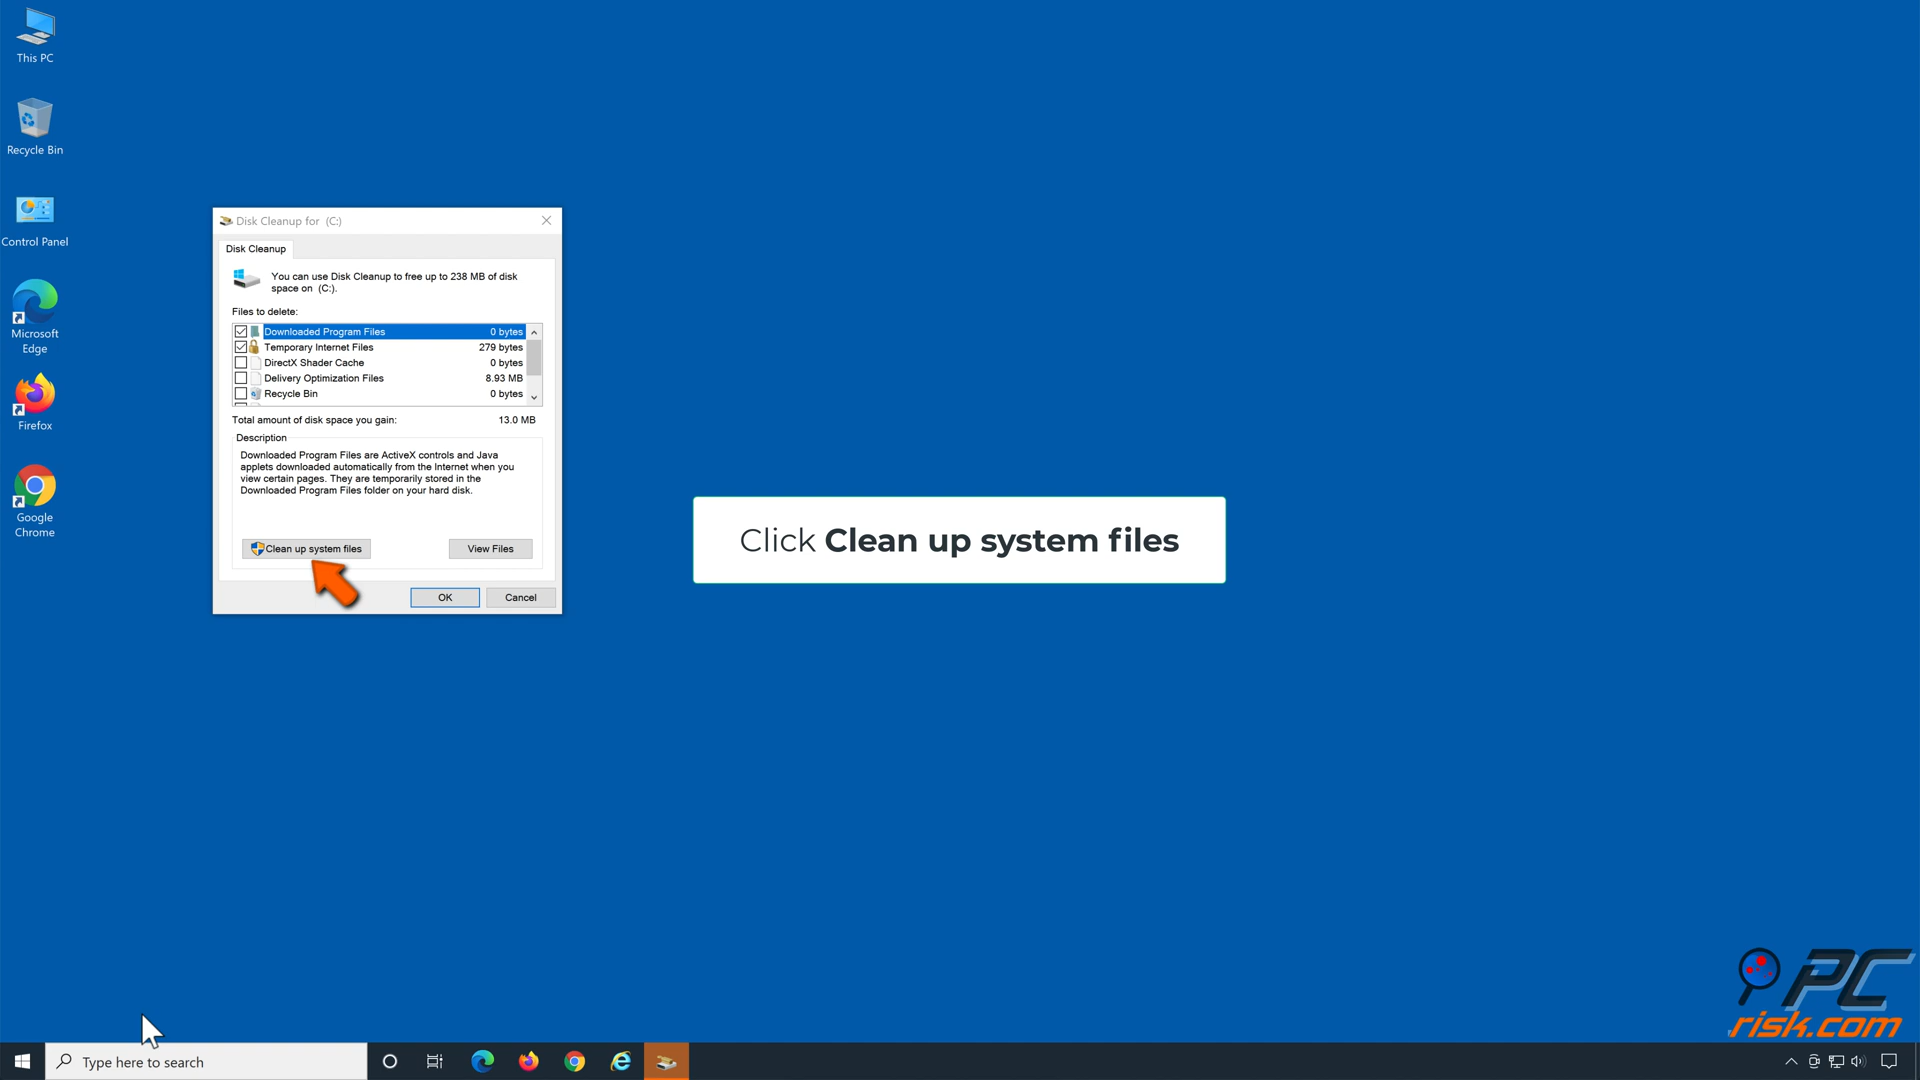 This PC
Recycle Bin
Control Panel
Microsoft
Edge
Firefox
Google
Chrome
Disk Cleanup for (C:)
Disk Cleanup
You can use Disk Cleanup to free up to 238 MB of disk
space on (C:).
Files to delete:
Downloaded Program Files 0 bytes
Temporary Internet Files 279 bytes
DirectX Shader Cache 0 bytes
Delivery Optimization Files 8.93 MB
Recycle Bin 0 bytes
Total amount of disk space you gain: 13.0 MB
Description
Downloaded Program Files are ActiveX controls and Java
applets downloaded automatically from the Internet when you
view certain pages. They are temporarily stored in the
Downloaded Program Files folder on your hard disk.
Clean up system files View Files
OK Cancel
Click Clean up system files
PC
risk.com
Type here to search